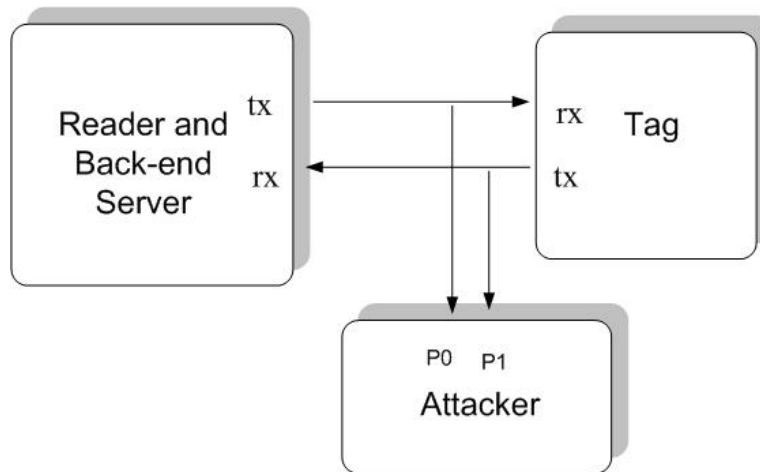 Reader and
Back-end
Server
tx
rx
rx
tx
Tag
P0
P1
Attacker